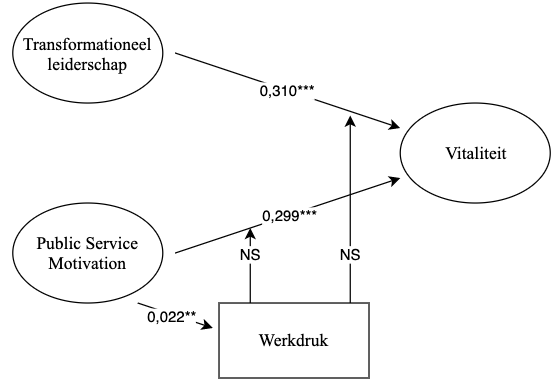 Transformationeel
leiderschap
0,310***
Vitaliteit
0,299***
Public Service
Motivation
NS
NS
0,022**
Werkdruk